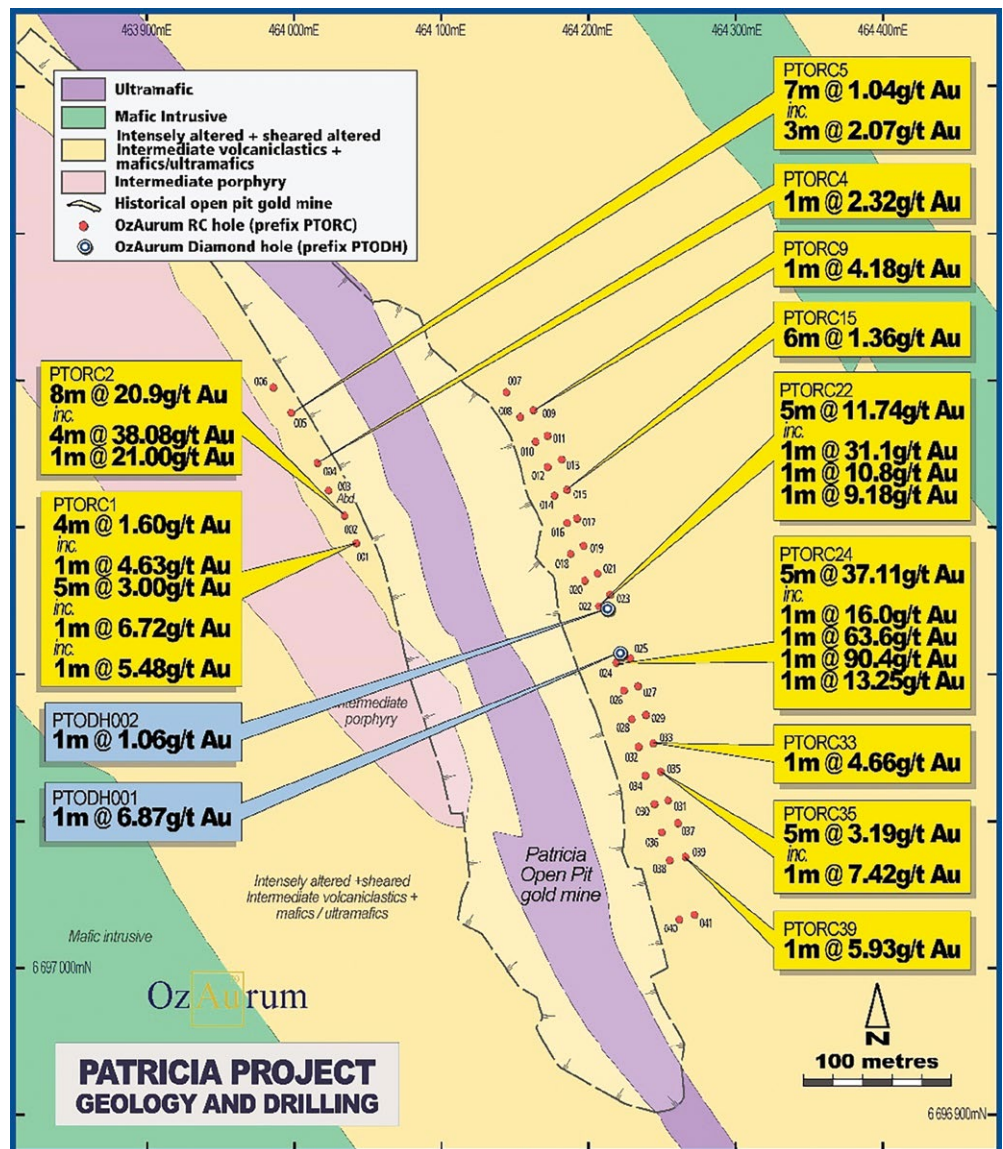 463 900mE
464 000mE
464 100mE
464 200mE
464 300mE
464 400mE
Ultramafic
Mafic Intrusive
Intensely altered + sheared altered
Intermediate volcaniclastics +
mafics/ultramafics
Intermediate porphyry
Historical open pit gold mine
OzAurum RC hole (prefix PTORC)
OzAurum Diamond hole (prefix PTODH)
PTORC5
7m @ 1.04g/t Au
inc.
3m @ 2.07g/t Au
PTORC4
1m @ 2.32g/t Au
PTORC9
1m @ 4.18g/t Au
PTORC15
6m @ 1.36g/t Au
PTORC22
5m @ 11.74g/t Au
inc.
1m @ 31.1g/t Au
1m @ 10.8g/t Au
1m @ 9.18g/t Au
PTORC24
5m @ 37.11g/t Au
inc.
1m @ 16.0g/t Au
1m @ 63.6g/t Au
1m @ 90.4g/t Au
1m @ 13.25g/t Au
PTORC33
1m @ 4.66g/t Au
PTORC35
5m @ 3.19g/t Au
inc.
1m @ 7.42g/t Au
PTORC39
1m @ 5.93g/t Au
PTORC2
8m @ 20.9g/t Au
inc.
4m @ 38.08g/t Au
1m @ 21.00g/t Au
PTORC1
4m @ 1.60g/t Au
inc.
1m @ 4.63g/t Au
5m @ 3.00g/t Au
inc.
1m @ 6.72g/t Au
inc.
1m @ 5.48g/t Au
PTODH002
1m @ 1.06g/t Au
PTODH001
1m @ 6.87g/t Au
006
005
004
003
Abd
002
001
007
008
009
010
011
012
013
014
015
016
017
018
019
020
021
022
023
024
025
026
027
028
029
032
033
034
035
030
031
036
037
038
039
040
041
Intermediate
porphyry
Patricia
Open Pit
gold mine
Intensely altered +sheared
Intermediate volcaniclastics +
mafics / ultramafics
Mafic intrusive
6 697 000mN
OzAurum
PATRICIA PROJECT
GEOLOGY AND DRILLING
N
100 metres
6 696 900mN